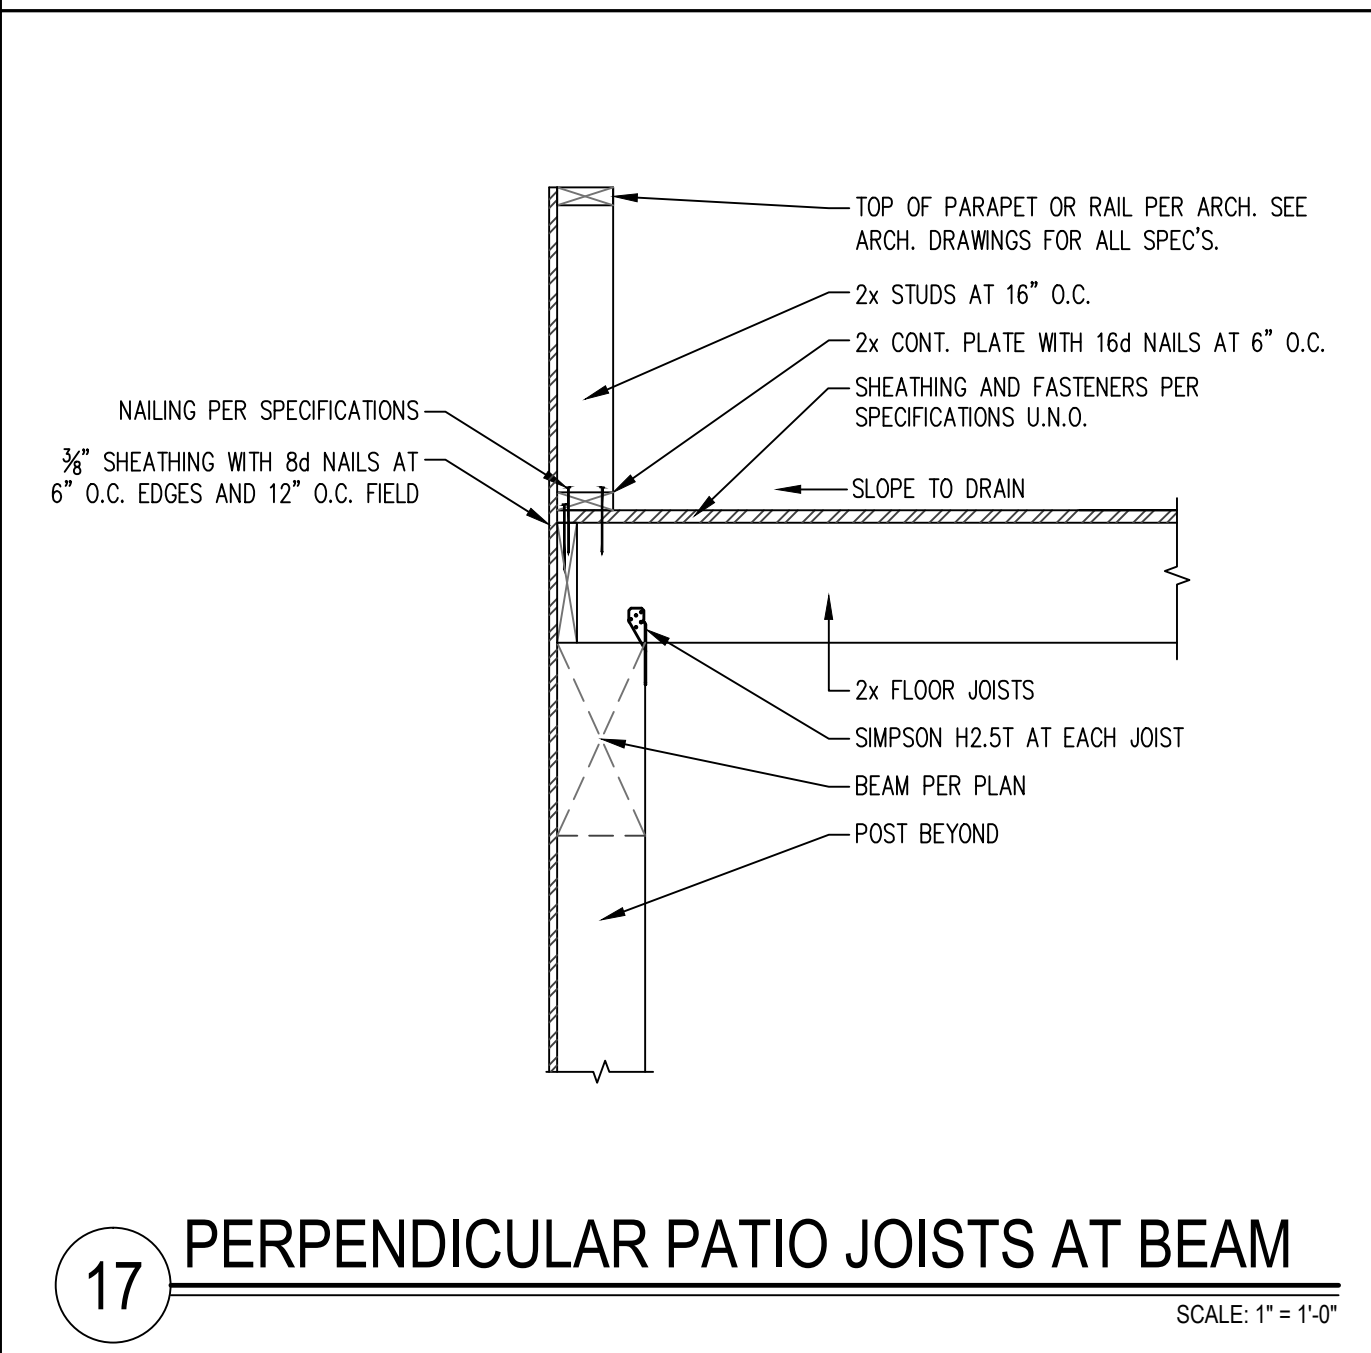 TOP OF PARAPET OR RAIL PER ARCH. SEE
ARCH. DRAWINGS FOR ALL SPEC'S.
2x STUDS AT 16" O.C.
2x CONT. PLATE WITH 16d NAILS AT 6" O.C.
SHEATHING AND FASTENERS PER
SPECIFICATIONS U.N.O.
NAILING PER SPECIFICATIONS
⅜" SHEATHING WITH 8d NAILS AT
6" O.C. EDGES AND 12" O.C. FIELD
SLOPE TO DRAIN
2x FLOOR JOISTS
SIMPSON H2.5T AT EACH JOIST
BEAM PER PLAN
POST BEYOND
17
PERPENDICULAR PATIO JOISTS AT BEAM
SCALE: 1" = 1'-0"